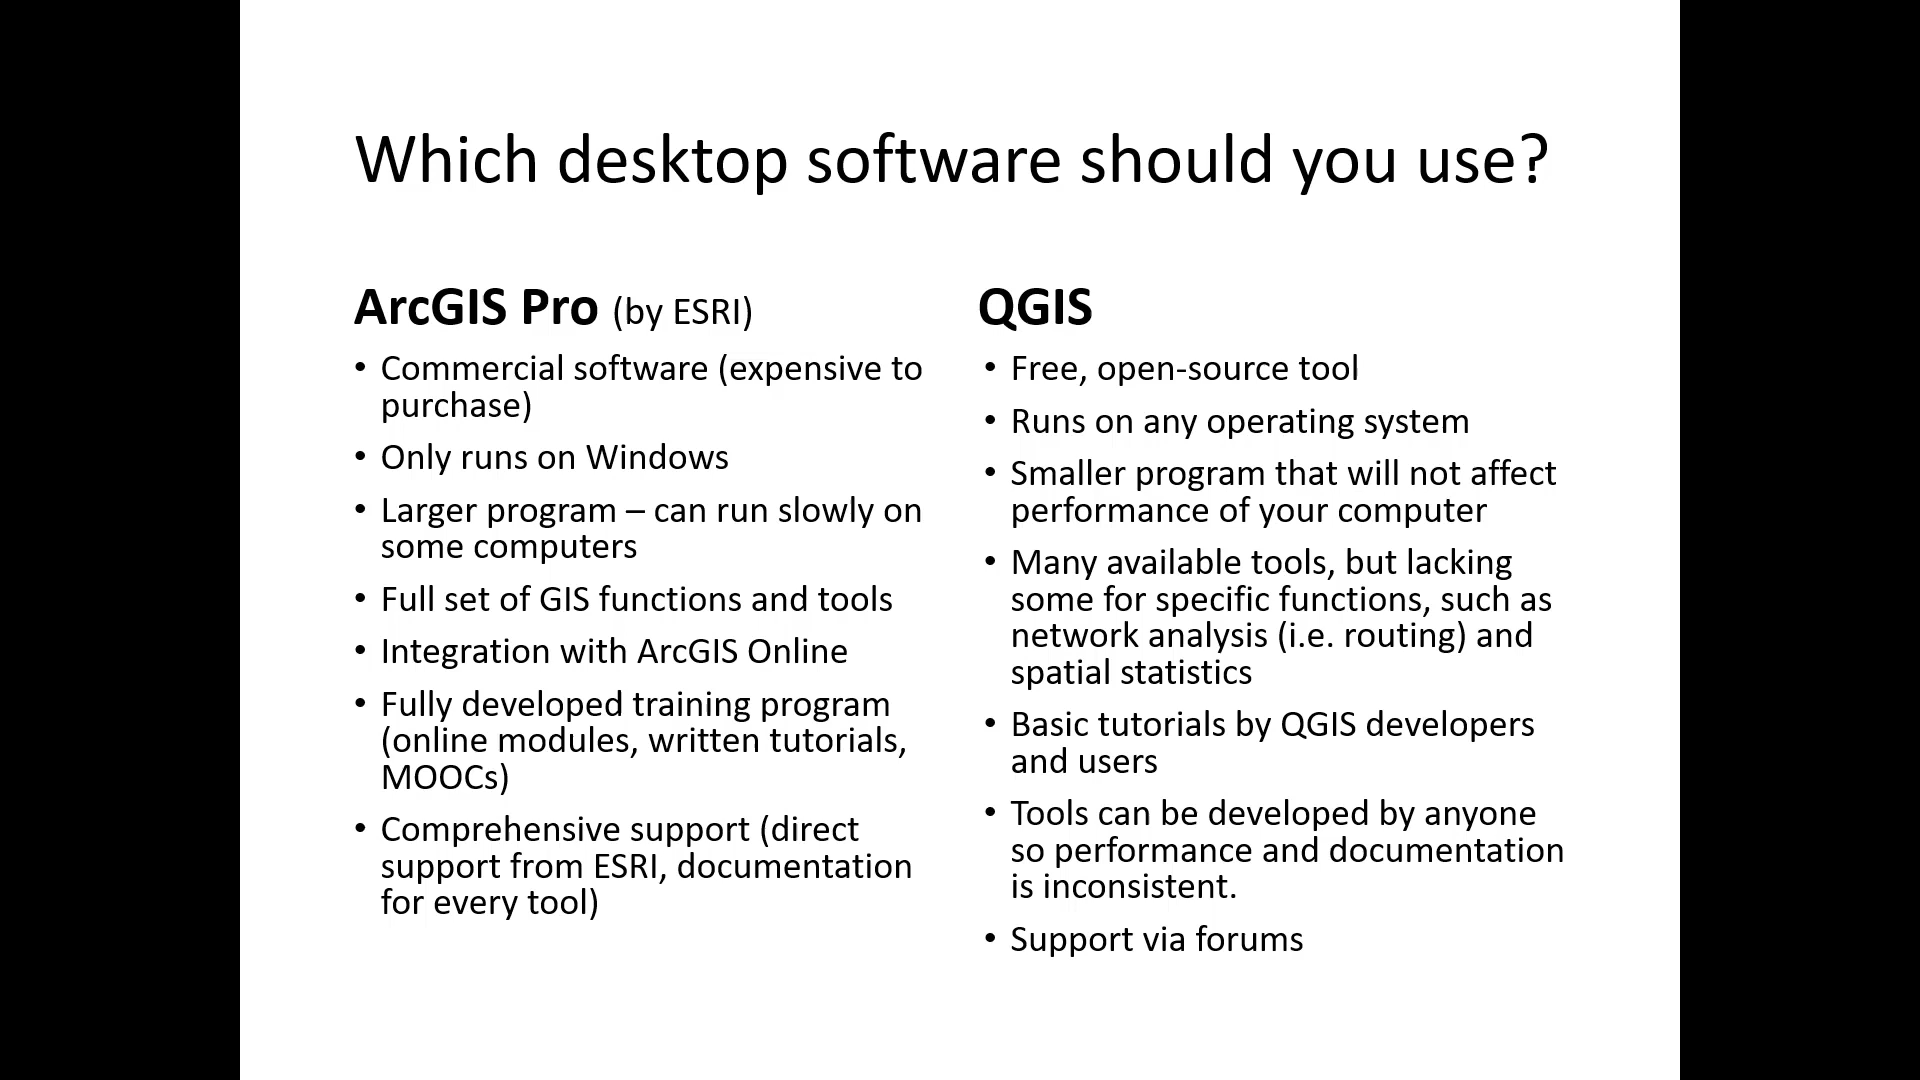 Which desktop software should you use?
ArcGIS Pro (by ESRI)
• Commercial software (expensive to
purchase)
• Only runs on Windows
• Larger program – can run slowly on
some computers
• Full set of GIS functions and tools
• Integration with ArcGIS Online
• Fully developed training program
(online modules, written tutorials,
MOOCs)
• Comprehensive support (direct
support from ESRI, documentation
for every tool)
QGIS
• Free, open-source tool
• Runs on any operating system
• Smaller program that will not affect
performance of your computer
• Many available tools, but lacking
some for specific functions, such as
network analysis (i.e. routing) and
spatial statistics
• Basic tutorials by QGIS developers
and users
• Tools can be developed by anyone
so performance and documentation
is inconsistent.
• Support via forums